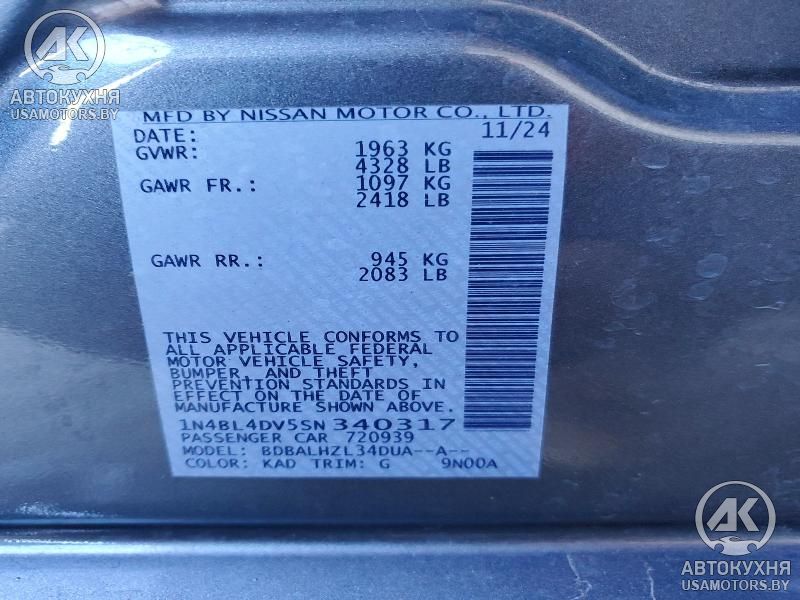 AK
АВТОКУХНЯ
USAMOTORS.BY
MFD BY NISSAN MOTOR CO., LTD.
DATE: 11/24
GVWR: 1963 KG
4328 LB
GAWR FR.: 1097 KG
2418 LB
GAWR RR.: 945 KG
2083 LB
THIS VEHICLE CONFORMS TO
ALL APPLICABLE FEDERAL
MOTOR VEHICLE SAFETY,
BUMPER, AND THEFT
PREVENTION STANDARDS IN
EFFECT ON THE DATE OF
MANUFACTURE SHOWN ABOVE.
1N4BL4DV5SN340317
PASSENGER CAR 720939
MODEL: BDBALHZL34DUA--A--
COLOR: KAD TRIM: G 9N00A
AK
АВТОКУХНЯ
USAMOTORS.BY